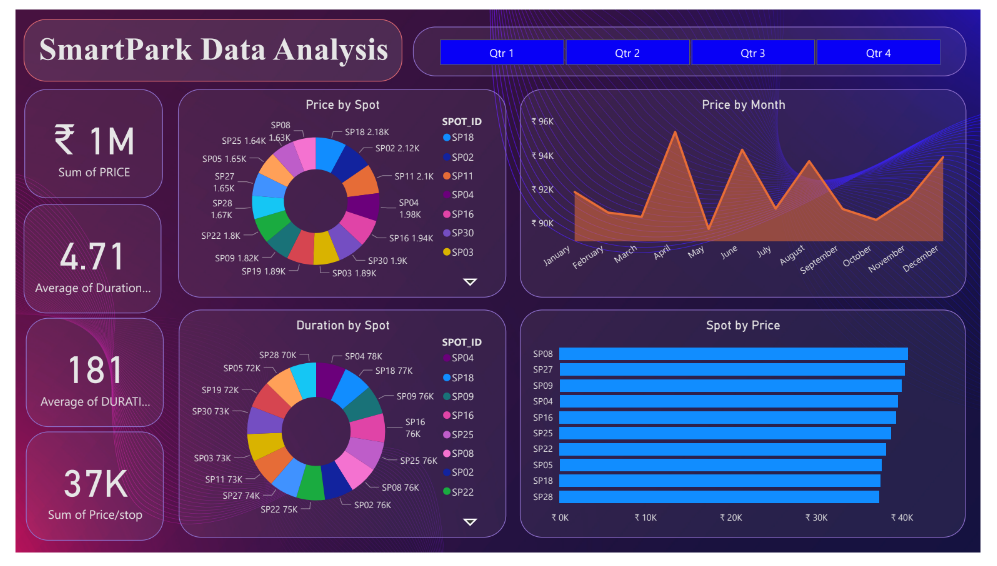 SmartPark Data Analysis
Qtr 1
Qtr 2
Qtr 3
Qtr 4
₹ 1M
Sum of PRICE
4.71
Average of Duration...
181
Average of DURATI...
37K
Sum of Price/stop
Price by Spot
SP18 2.18K
SP02 2.12K
SP11 2.1K
SP04
1.98K
SP16 1.94K
SP30 1.9K
SP03 1.89K
SP19 1.89K
SP09 1.82K
SP22 1.8K
SP28
1.67K
SP27
1.65K
SP05 1.65K
SP25 1.64K
SP08
1.63K
SPOT_ID
SP18
SP02
SP11
SP04
SP16
SP30
SP03
Price by Month
₹ 96K
₹ 94K
₹ 92K
₹ 90K
January
February
March
April
May
June
July
August
September
October
November
December
Duration by Spot
SP04 78K
SP18 77K
SP09 76K
SP16
76K
SP25 76K
SP08 76K
SP02 76K
SP22 75K
SP27 74K
SP11 73K
SP03 73K
SP30 73K
SP19 72K
SP05 72K
SP28 70K
SPOT_ID
SP04
SP18
SP09
SP16
SP25
SP08
SP02
SP22
Spot by Price
SP08
SP27
SP09
SP04
SP16
SP25
SP22
SP05
SP18
SP28
₹ 0K
₹ 10K
₹ 20K
₹ 30K
₹ 40K